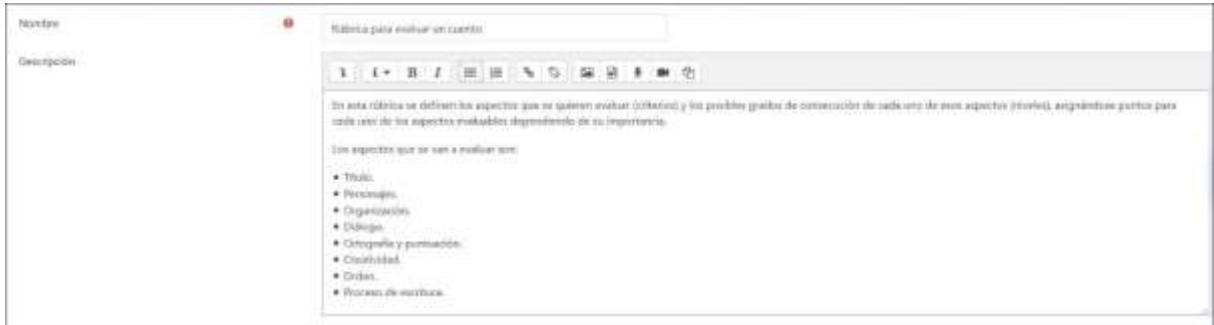 Nombre
Rúbrica para evaluar un cuento
Descripción
En esta rúbrica se definen los aspectos que se quieren evaluar (criterios) y los posibles grados de consecución de cada uno de esos aspectos (niveles), asignándose puntos para
cada uno de los aspectos evaluables dependiendo de su importancia.
Los aspectos que se van a evaluar son:
• Título.
• Personajes.
• Organización.
• Diálogo.
• Ortografía y puntuación.
• Creatividad.
• Orden.
• Proceso de escritura.